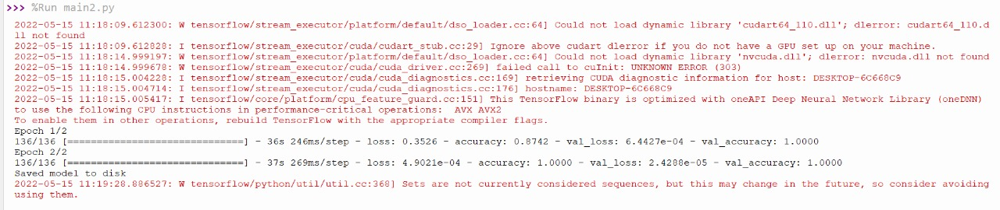 >>> %Run main2.py
2022-05-15 11:18:09.612300: W tensorflow/stream_executor/platform/default/dso_loader.cc:64] Could not load dynamic library 'cudart64_110.dll'; dlerror: cudart64_110.d
ll not found
2022-05-15 11:18:09.612828: I tensorflow/stream_executor/cuda/cudart_stub.cc:29] Ignore above cudart dlerror if you do not have a GPU set up on your machine.
2022-05-15 11:18:14.999197: W tensorflow/stream_executor/platform/default/dso_loader.cc:64] Could not load dynamic library 'nvcuda.dll'; dlerror: nvcuda.dll not found
2022-05-15 11:18:14.999678: W tensorflow/stream_executor/cuda/cuda_driver.cc:269] failed call to cuInit: UNKNOWN ERROR (303)
2022-05-15 11:18:15.004228: I tensorflow/stream_executor/cuda/cuda_diagnostics.cc:169] retrieving CUDA diagnostic information for host: DESKTOP-6C668C9
2022-05-15 11:18:15.004714: I tensorflow/stream_executor/cuda/cuda_diagnostics.cc:176] hostname: DESKTOP-6C668C9
2022-05-15 11:18:15.005417: I tensorflow/core/platform/cpu_feature_guard.cc:151] This TensorFlow binary is optimized with oneAPI Deep Neural Network Library (oneDNN)
to use the following CPU instructions in performance-critical operations:  AVX AVX2
To enable them in other operations, rebuild TensorFlow with the appropriate compiler flags.
Epoch 1/2
136/136 [==============================] - 36s 246ms/step - loss: 0.3526 - accuracy: 0.8742 - val_loss: 6.4427e-04 - val_accuracy: 1.0000
Epoch 2/2
136/136 [==============================] - 37s 269ms/step - loss: 4.9021e-04 - accuracy: 1.0000 - val_loss: 2.4288e-05 - val_accuracy: 1.0000
Saved model to disk
2022-05-15 11:19:28.886527: W tensorflow/python/util/util.cc:368] Sets are not currently considered sequences, but this may change in the future, so consider avoiding
using them.